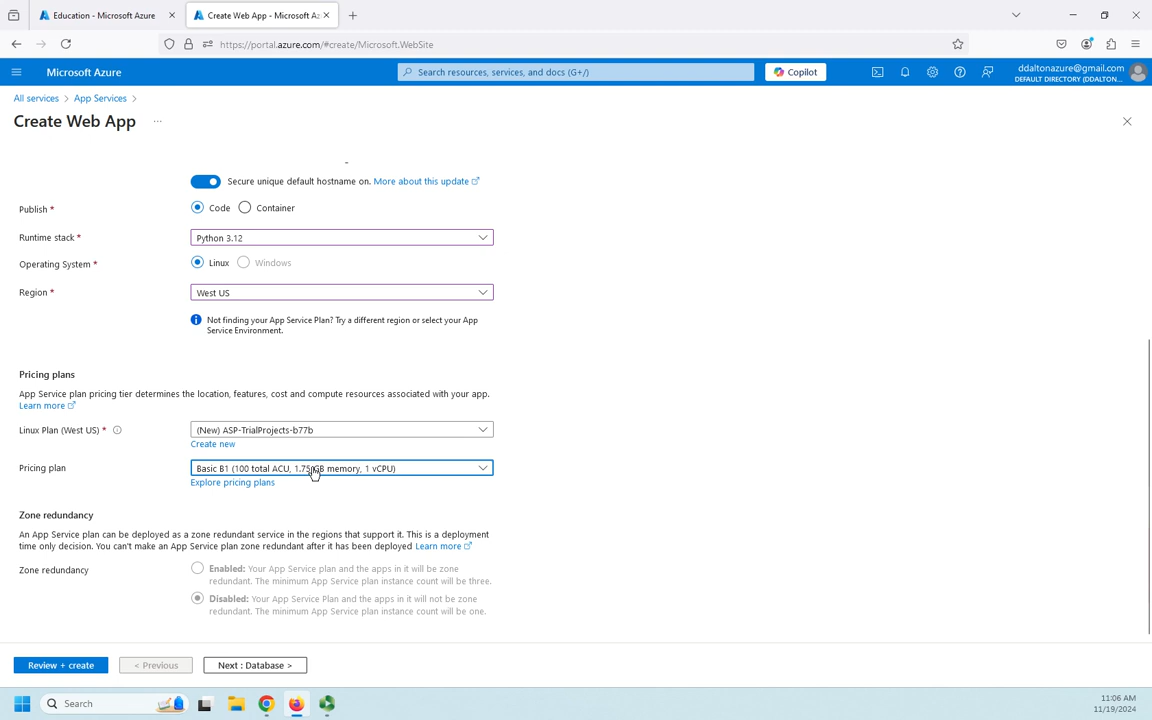 Education - Microsoft Azure
Create Web App - Microsoft Az
https://portal.azure.com/#create/Microsoft.WebSite
Microsoft Azure
Search resources, services, and docs (G+/)
Copilot
ddaltonazure@gmail.com
DEFAULT DIRECTORY (DDALTON...
All services > App Services >
Create Web App ...
Secure unique default hostname on. More about this update
Publish *
Code
Container
Runtime stack *
Python 3.12
Operating System *
Linux
Windows
Region *
West US
Not finding your App Service Plan? Try a different region or select your App
Service Environment.
Pricing plans
App Service plan pricing tier determines the location, features, cost and compute resources associated with your app.
Learn more
Linux Plan (West US) *
(New) ASP-TrialProjects-b77b
Create new
Pricing plan
Basic B1 (100 total ACU, 1.75 GB memory, 1 vCPU)
Explore pricing plans
Zone redundancy
An App Service plan can be deployed as a zone redundant service in the regions that support it. This is a deployment
time only decision. You can't make an App Service plan zone redundant after it has been deployed Learn more
Zone redundancy
Enabled: Your App Service plan and the apps in it will be zone
redundant. The minimum App Service plan instance count will be three.
Disabled: Your App Service Plan and the apps in it will not be zone
redundant. The minimum App Service plan instance count will be one.
Review + create
< Previous
Next : Database >
Search
11:06 AM
11/19/2024